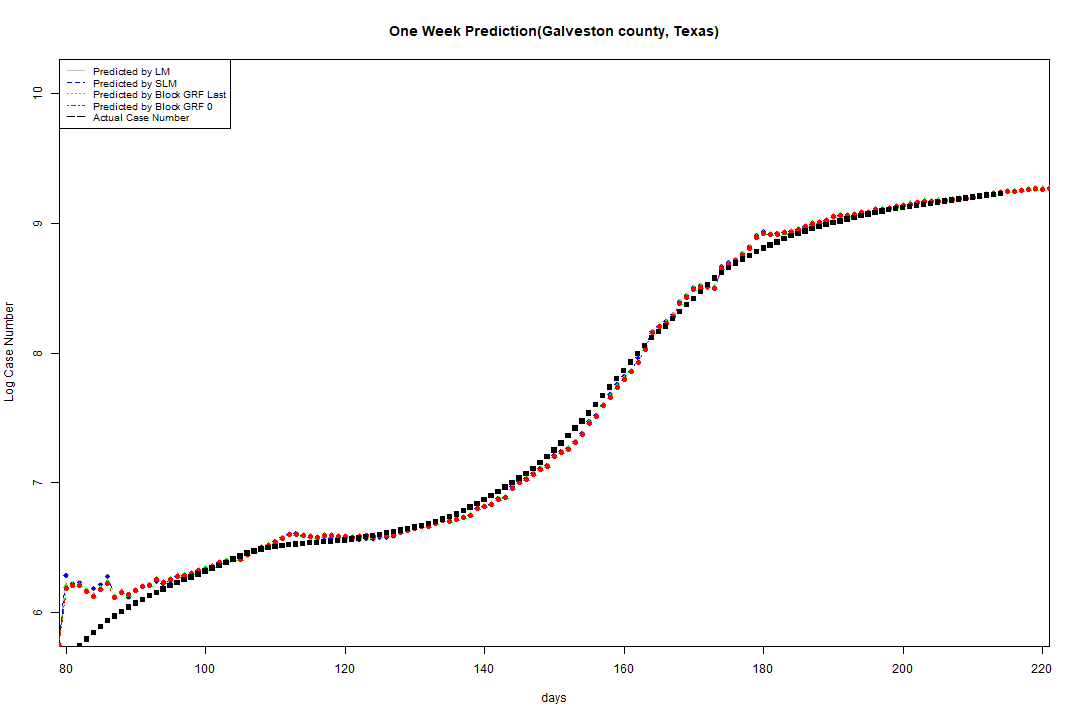 One Week Prediction(Galveston county, Texas)
Predicted by LM
Predicted by SLM
Predicted by Block GRF Last
Predicted by Block GRF 0
Actual Case Number
10
9
8
7
6
Log Case Number
80 100 120 140 160 180 200 220
days